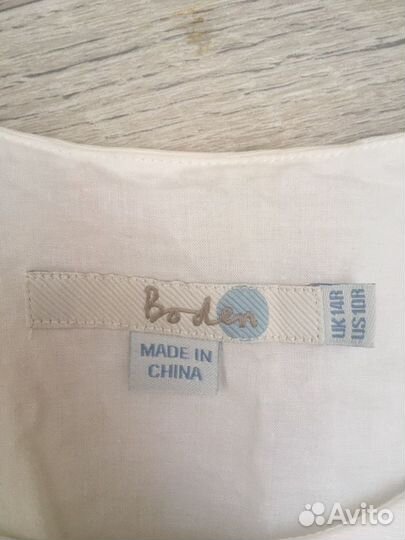 Boden
UK14R
US10R
MADE IN
CHINA
Avito